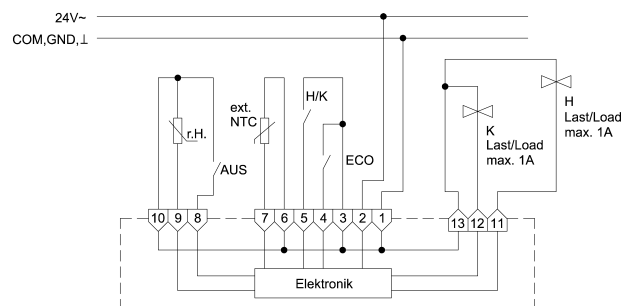 24V~
COM,GND,⊥
r.H.
AUS
ext.
NTC
H/K
ECO
K
Last/Load
max. 1A
H
Last/Load
max. 1A
10 9 8 7 6 5 4 3 2 1 13 12 11
Elektronik